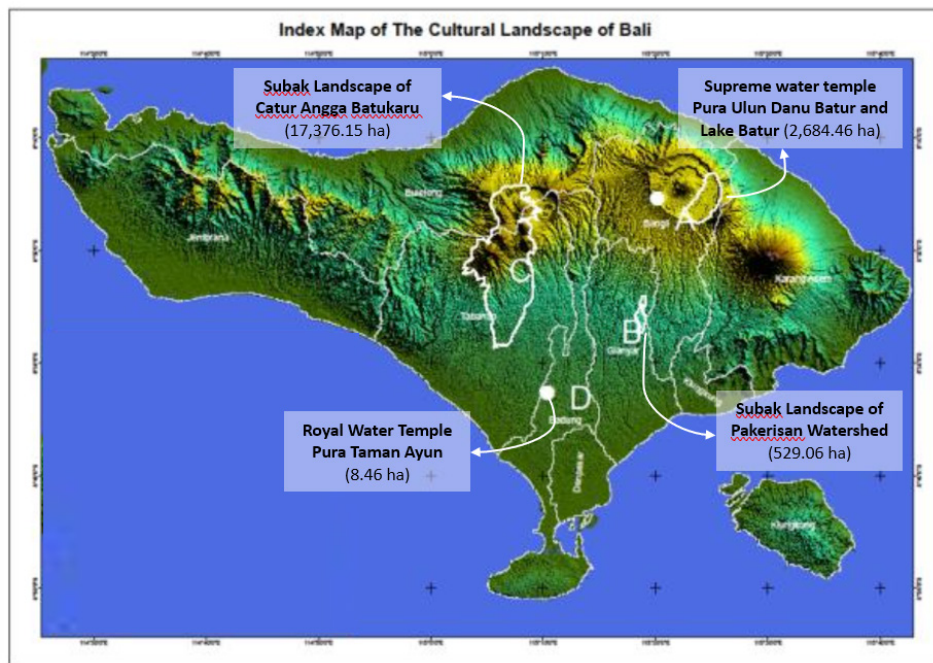 Index Map of The Cultural Landscape of Bali
Subak Landscape of
Catur Angga Batukaru
(17,376.15 ha)
Supreme water temple
Pura Ulun Danu Batur and
Lake Batur (2,684.46 ha)
Buleleng
Bangli
Jembrana
Karangasem
C
Tabanan
B
Gianyar
D
Badung
Royal Water Temple
Pura Taman Ayun
(8.46 ha)
Subak Landscape of
Pakerisan Watershed
(529.06 ha)
Denpasar
Klungkung